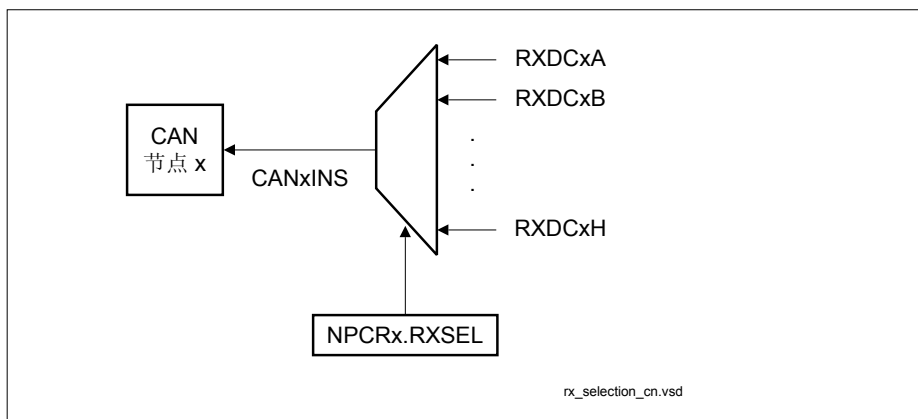 RXDCxA
RXDCxB
CAN
节点 x
CANxINS
.
.
.
RXDCxH
NPCRx.RXSEL
rx_selection_cn.vsd